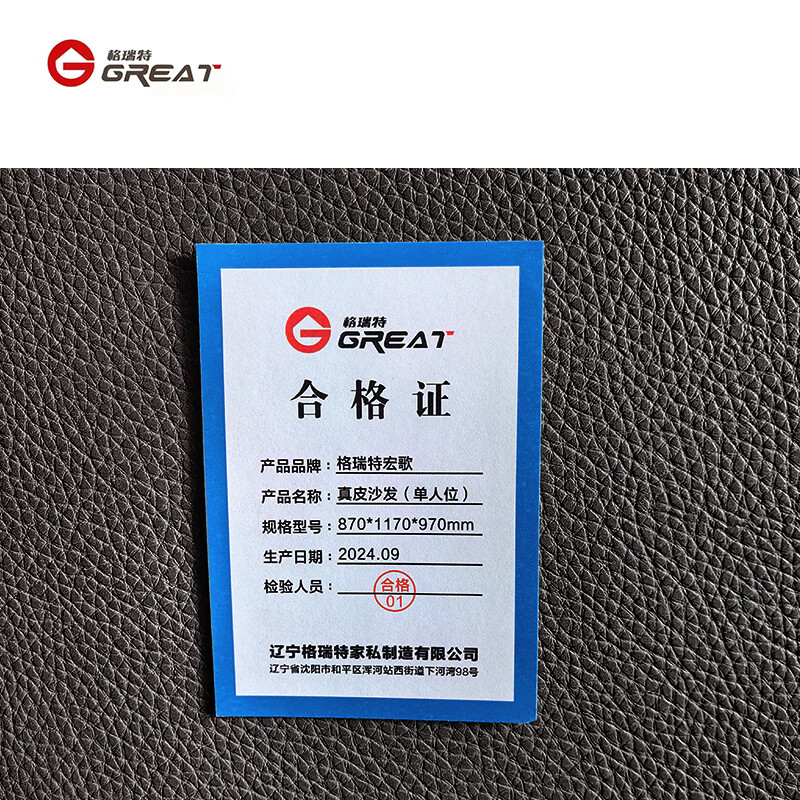 格瑞特
GREAT
格瑞特
GREAT
合格证
产品品牌：格瑞特宏歌
产品名称：真皮沙发（单人位）
规格型号：870*1170*970mm
生产日期：2024.09
检验人员：
合格
01
辽宁格瑞特家私制造有限公司
辽宁省沈阳市和平区浑河站西街道下河湾98号